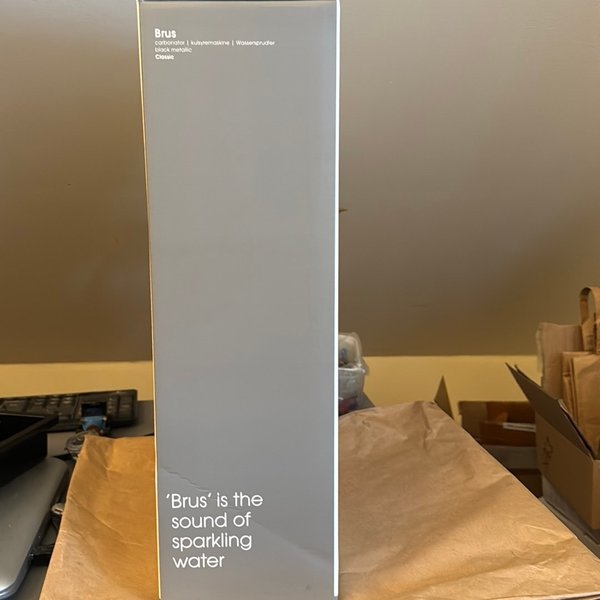 Brus
carbonator | kulsyremaskine | Wassersprudler
black metallic
Classic
'Brus' is the
sound of
sparkling
water